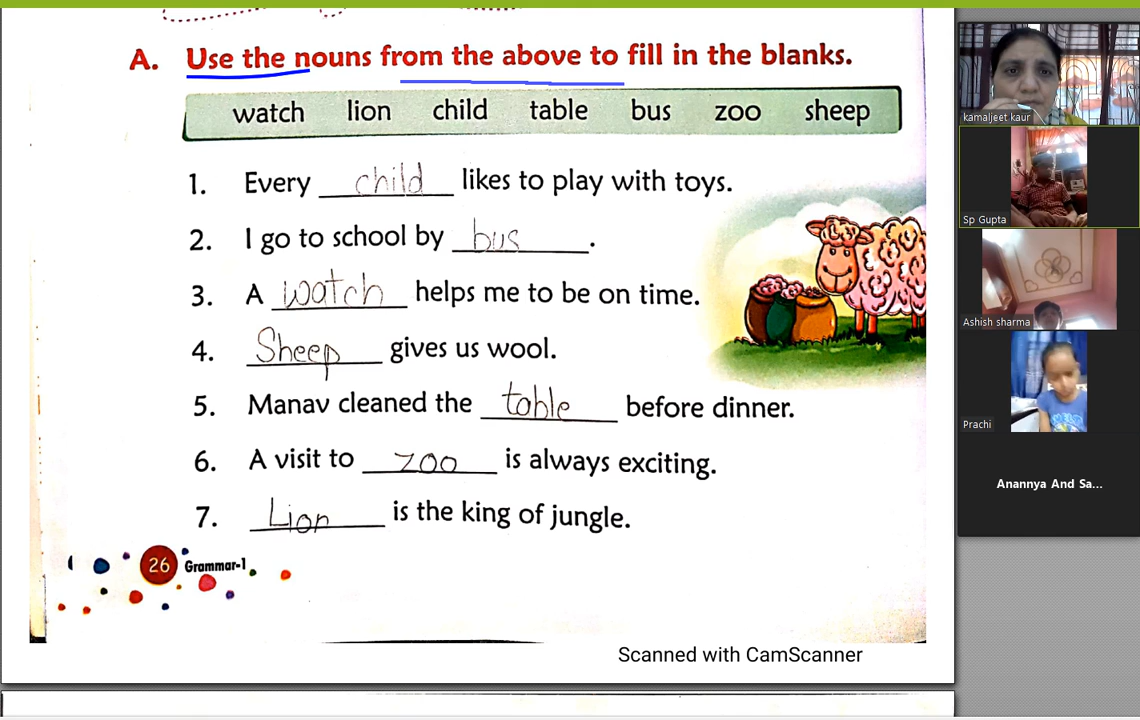 A. Use the nouns from the above to fill in the blanks.
watch lion child table bus zoo sheep
1. Every child likes to play with toys.
2. I go to school by bus.
3. A watch helps me to be on time.
4. Sheep gives us wool.
5. Manav cleaned the table before dinner.
6. A visit to zoo is always exciting.
7. Lion is the king of jungle.
26 Grammar-1
Scanned with CamScanner
kamaljeet kaur
Sp Gupta
Ashish sharma
Prachi
Anannya And Sa...